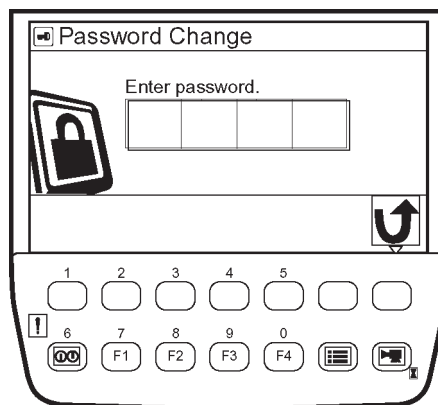 Password Change
Enter password.
1 2 3 4 5
6 7 8 9 0
F1 F2 F3 F4